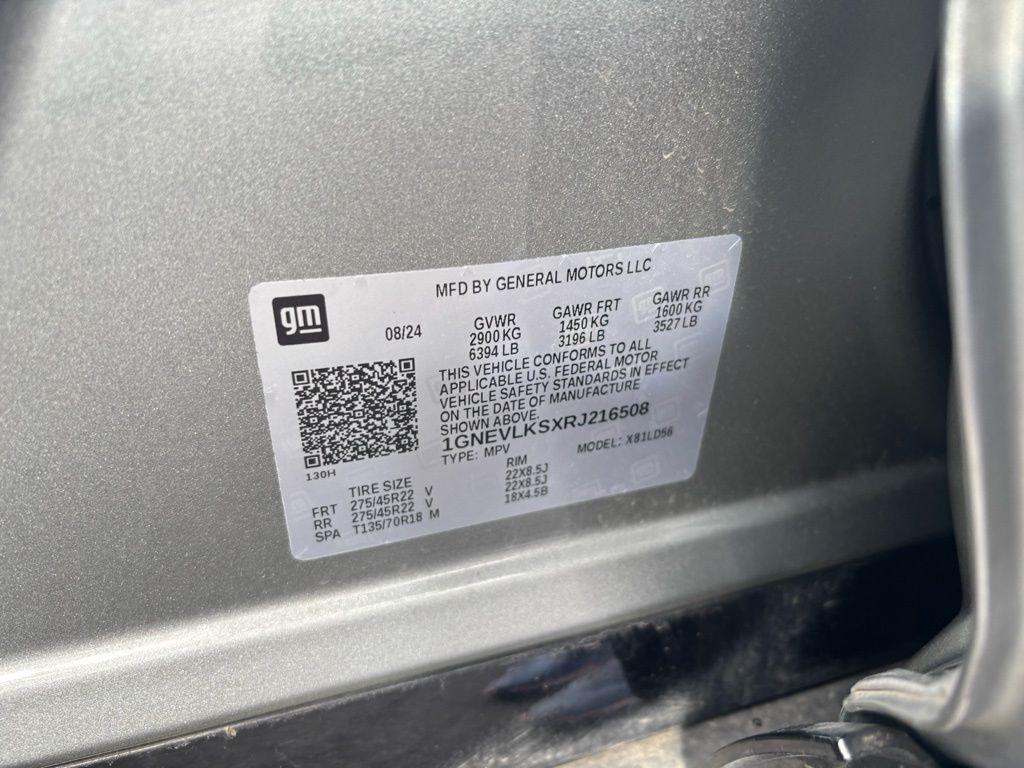 MFD BY GENERAL MOTORS LLC
gm
08/24
GVWR GAWR FRT GAWR RR
2900 KG 1450 KG 1600 KG
6394 LB 3196 LB 3527 LB
THIS VEHICLE CONFORMS TO ALL
APPLICABLE U.S. FEDERAL MOTOR
VEHICLE SAFETY STANDARDS IN EFFECT
ON THE DATE OF MANUFACTURE
SHOWN ABOVE.
1GNEVLKSXRJ216508
TYPE: MPV MODEL: X81LD56
130H
TIRE SIZE RIM
FRT 275/45R22 V 22X8.5J
RR 275/45R22 V 22X8.5J
SPA T135/70R18 M 18X4.5B